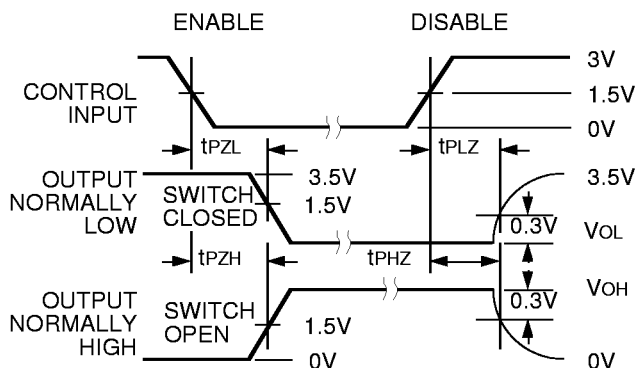 ENABLE DISABLE
3V
CONTROL INPUT 1.5V
0V
tPZL tPLZ
OUTPUT NORMALLY LOW
SWITCH CLOSED
3.5V
1.5V
3.5V
0.3V VOL
tPZH tPHZ
OUTPUT NORMALLY HIGH
SWITCH OPEN
1.5V
0V
0.3V VOH
0V